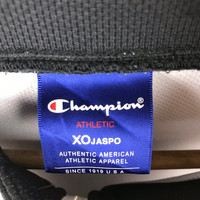 Champion
ATHLETIC
XO JASPO
AUTHENTIC AMERICAN
ATHLETIC APPAREL
SINCE 1919 U.S.A.